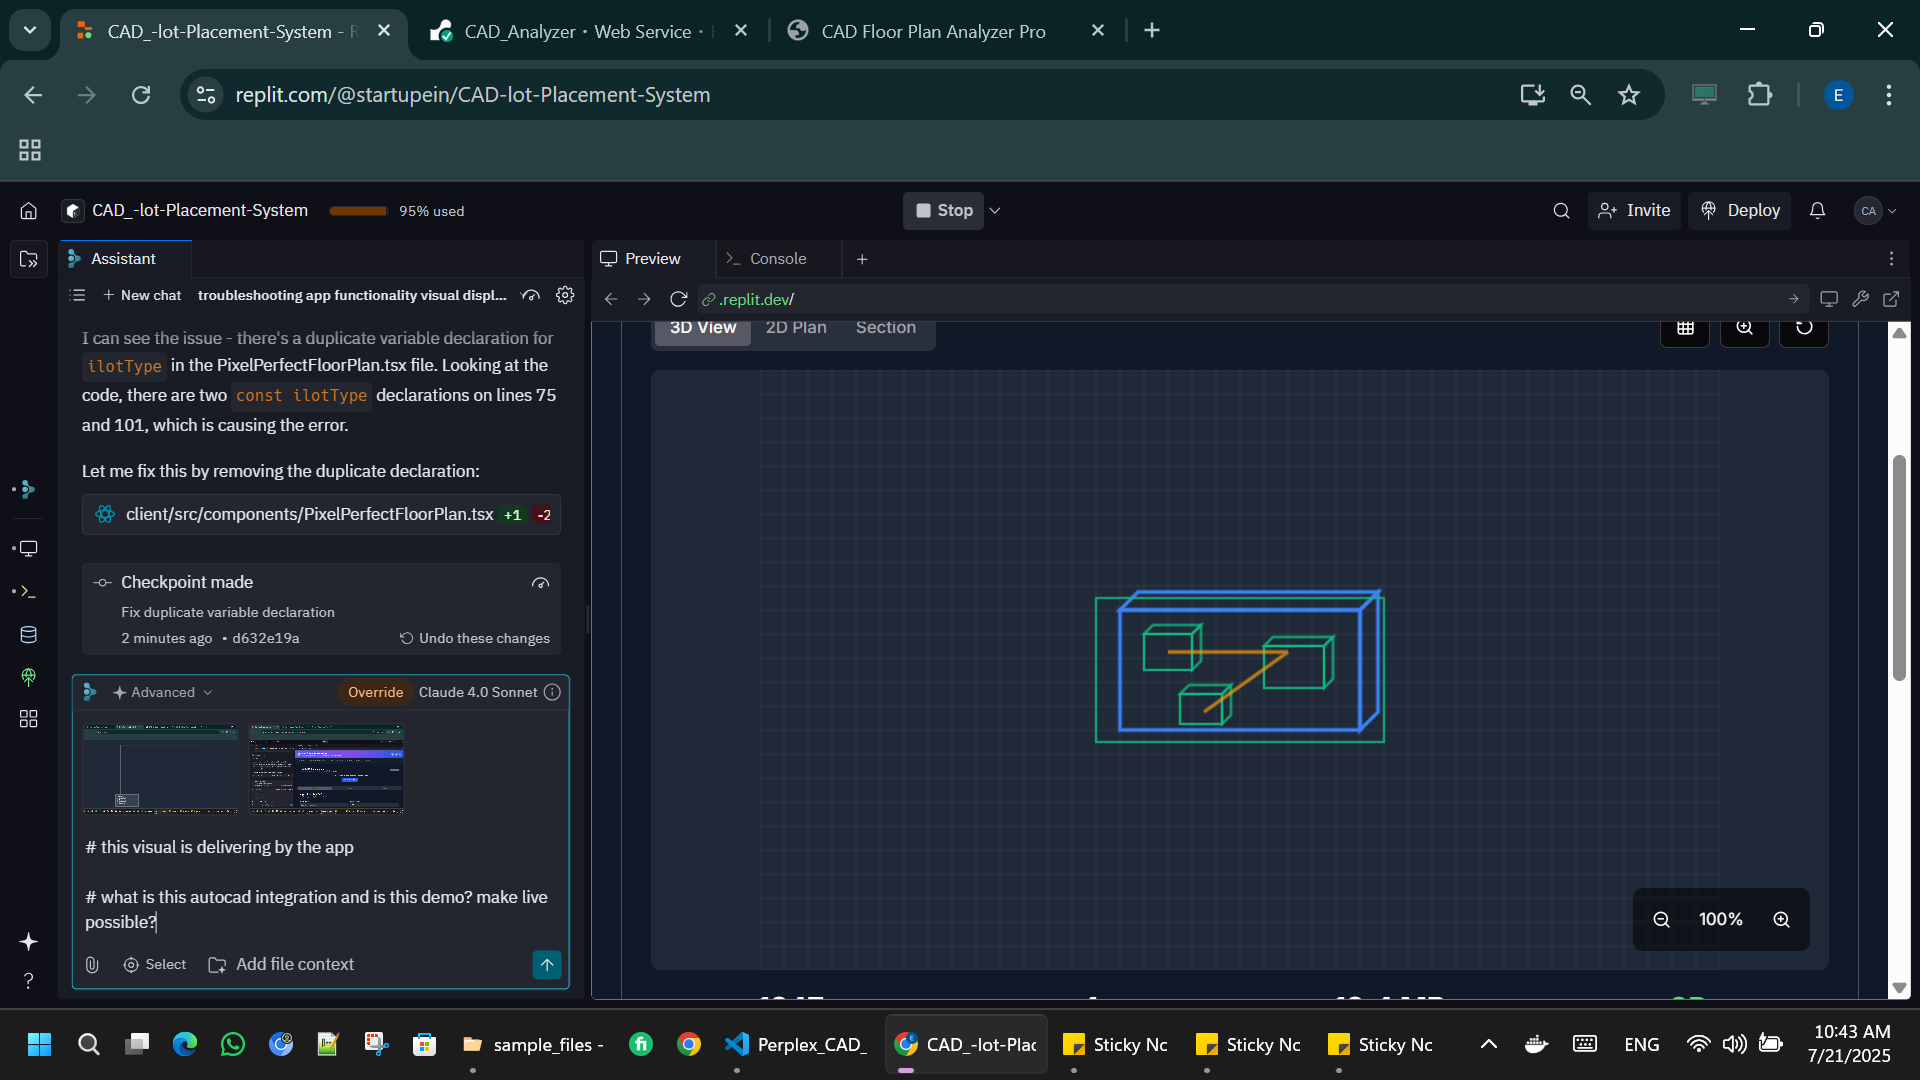 CAD_-lot-Placement-System - R
CAD_Analyzer • Web Service •
CAD Floor Plan Analyzer Pro
replit.com/@startupein/CAD-lot-Placement-System
E
CAD_-lot-Placement-System
95% used
Stop
Invite
Deploy
CA
Assistant
Preview
Console
New chat
troubleshooting app functionality visual displ...
.replit.dev/
3D View
2D Plan
Section
I can see the issue - there's a duplicate variable declaration for
ilotType in the PixelPerfectFloorPlan.tsx file. Looking at the
code, there are two const ilotType declarations on lines 75
and 101, which is causing the error.
Let me fix this by removing the duplicate declaration:
client/src/components/PixelPerfectFloorPlan.tsx +1 -2
Checkpoint made
Fix duplicate variable declaration
2 minutes ago • d632e19a
Undo these changes
Advanced
Override
Claude 4.0 Sonnet
# this visual is delivering by the app
# what is this autocad integration and is this demo? make live
possible?
Select
Add file context
100%
sample_files -
Perplex_CAD_
CAD_-lot-Plac
Sticky Nc
Sticky Nc
Sticky Nc
ENG
10:43 AM
7/21/2025